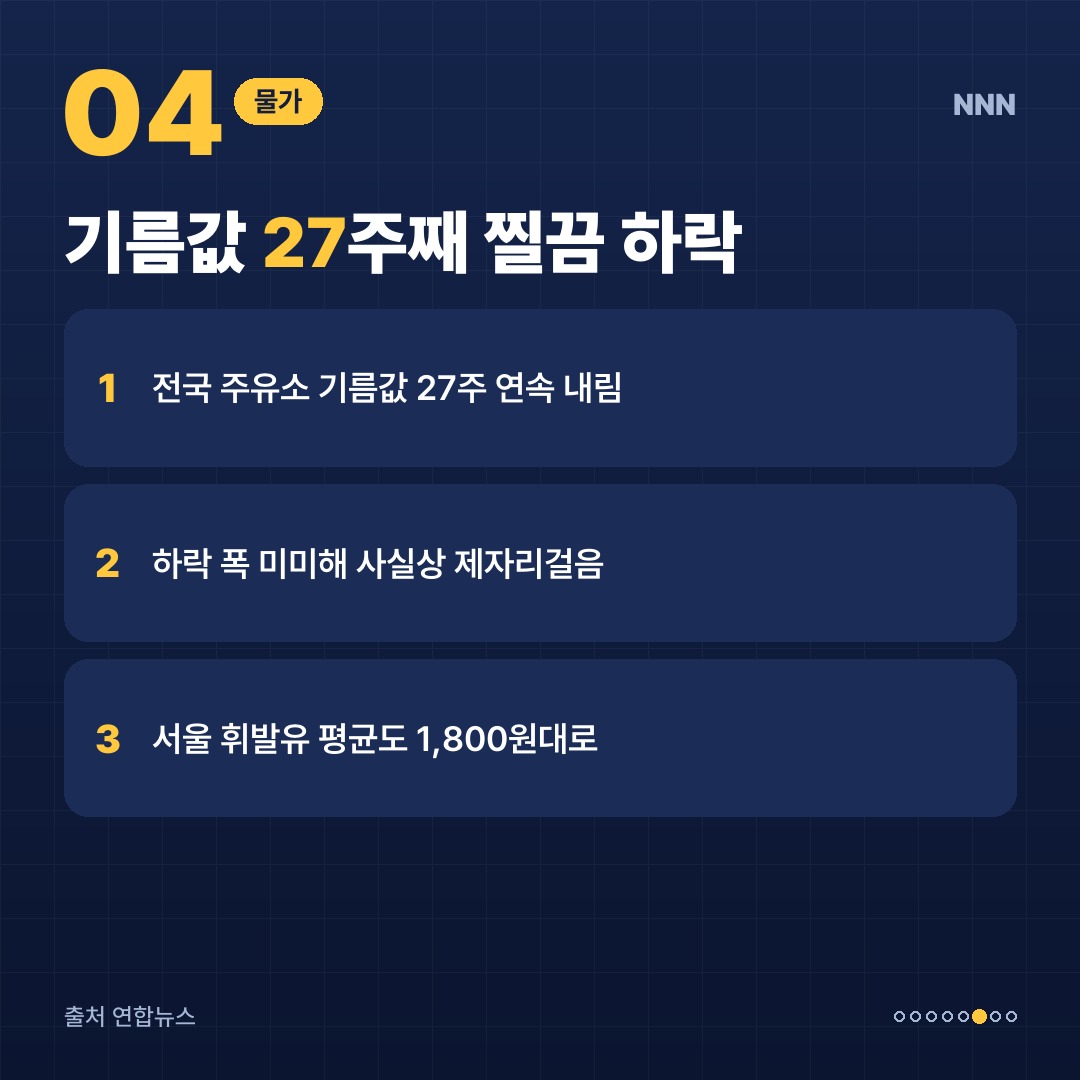 04 물가
NNN
기름값 27주째 찔끔 하락
1 전국 주유소 기름값 27주 연속 내림
2 하락 폭 미미해 사실상 제자리걸음
3 서울 휘발유 평균도 1,800원대로
출처 연합뉴스